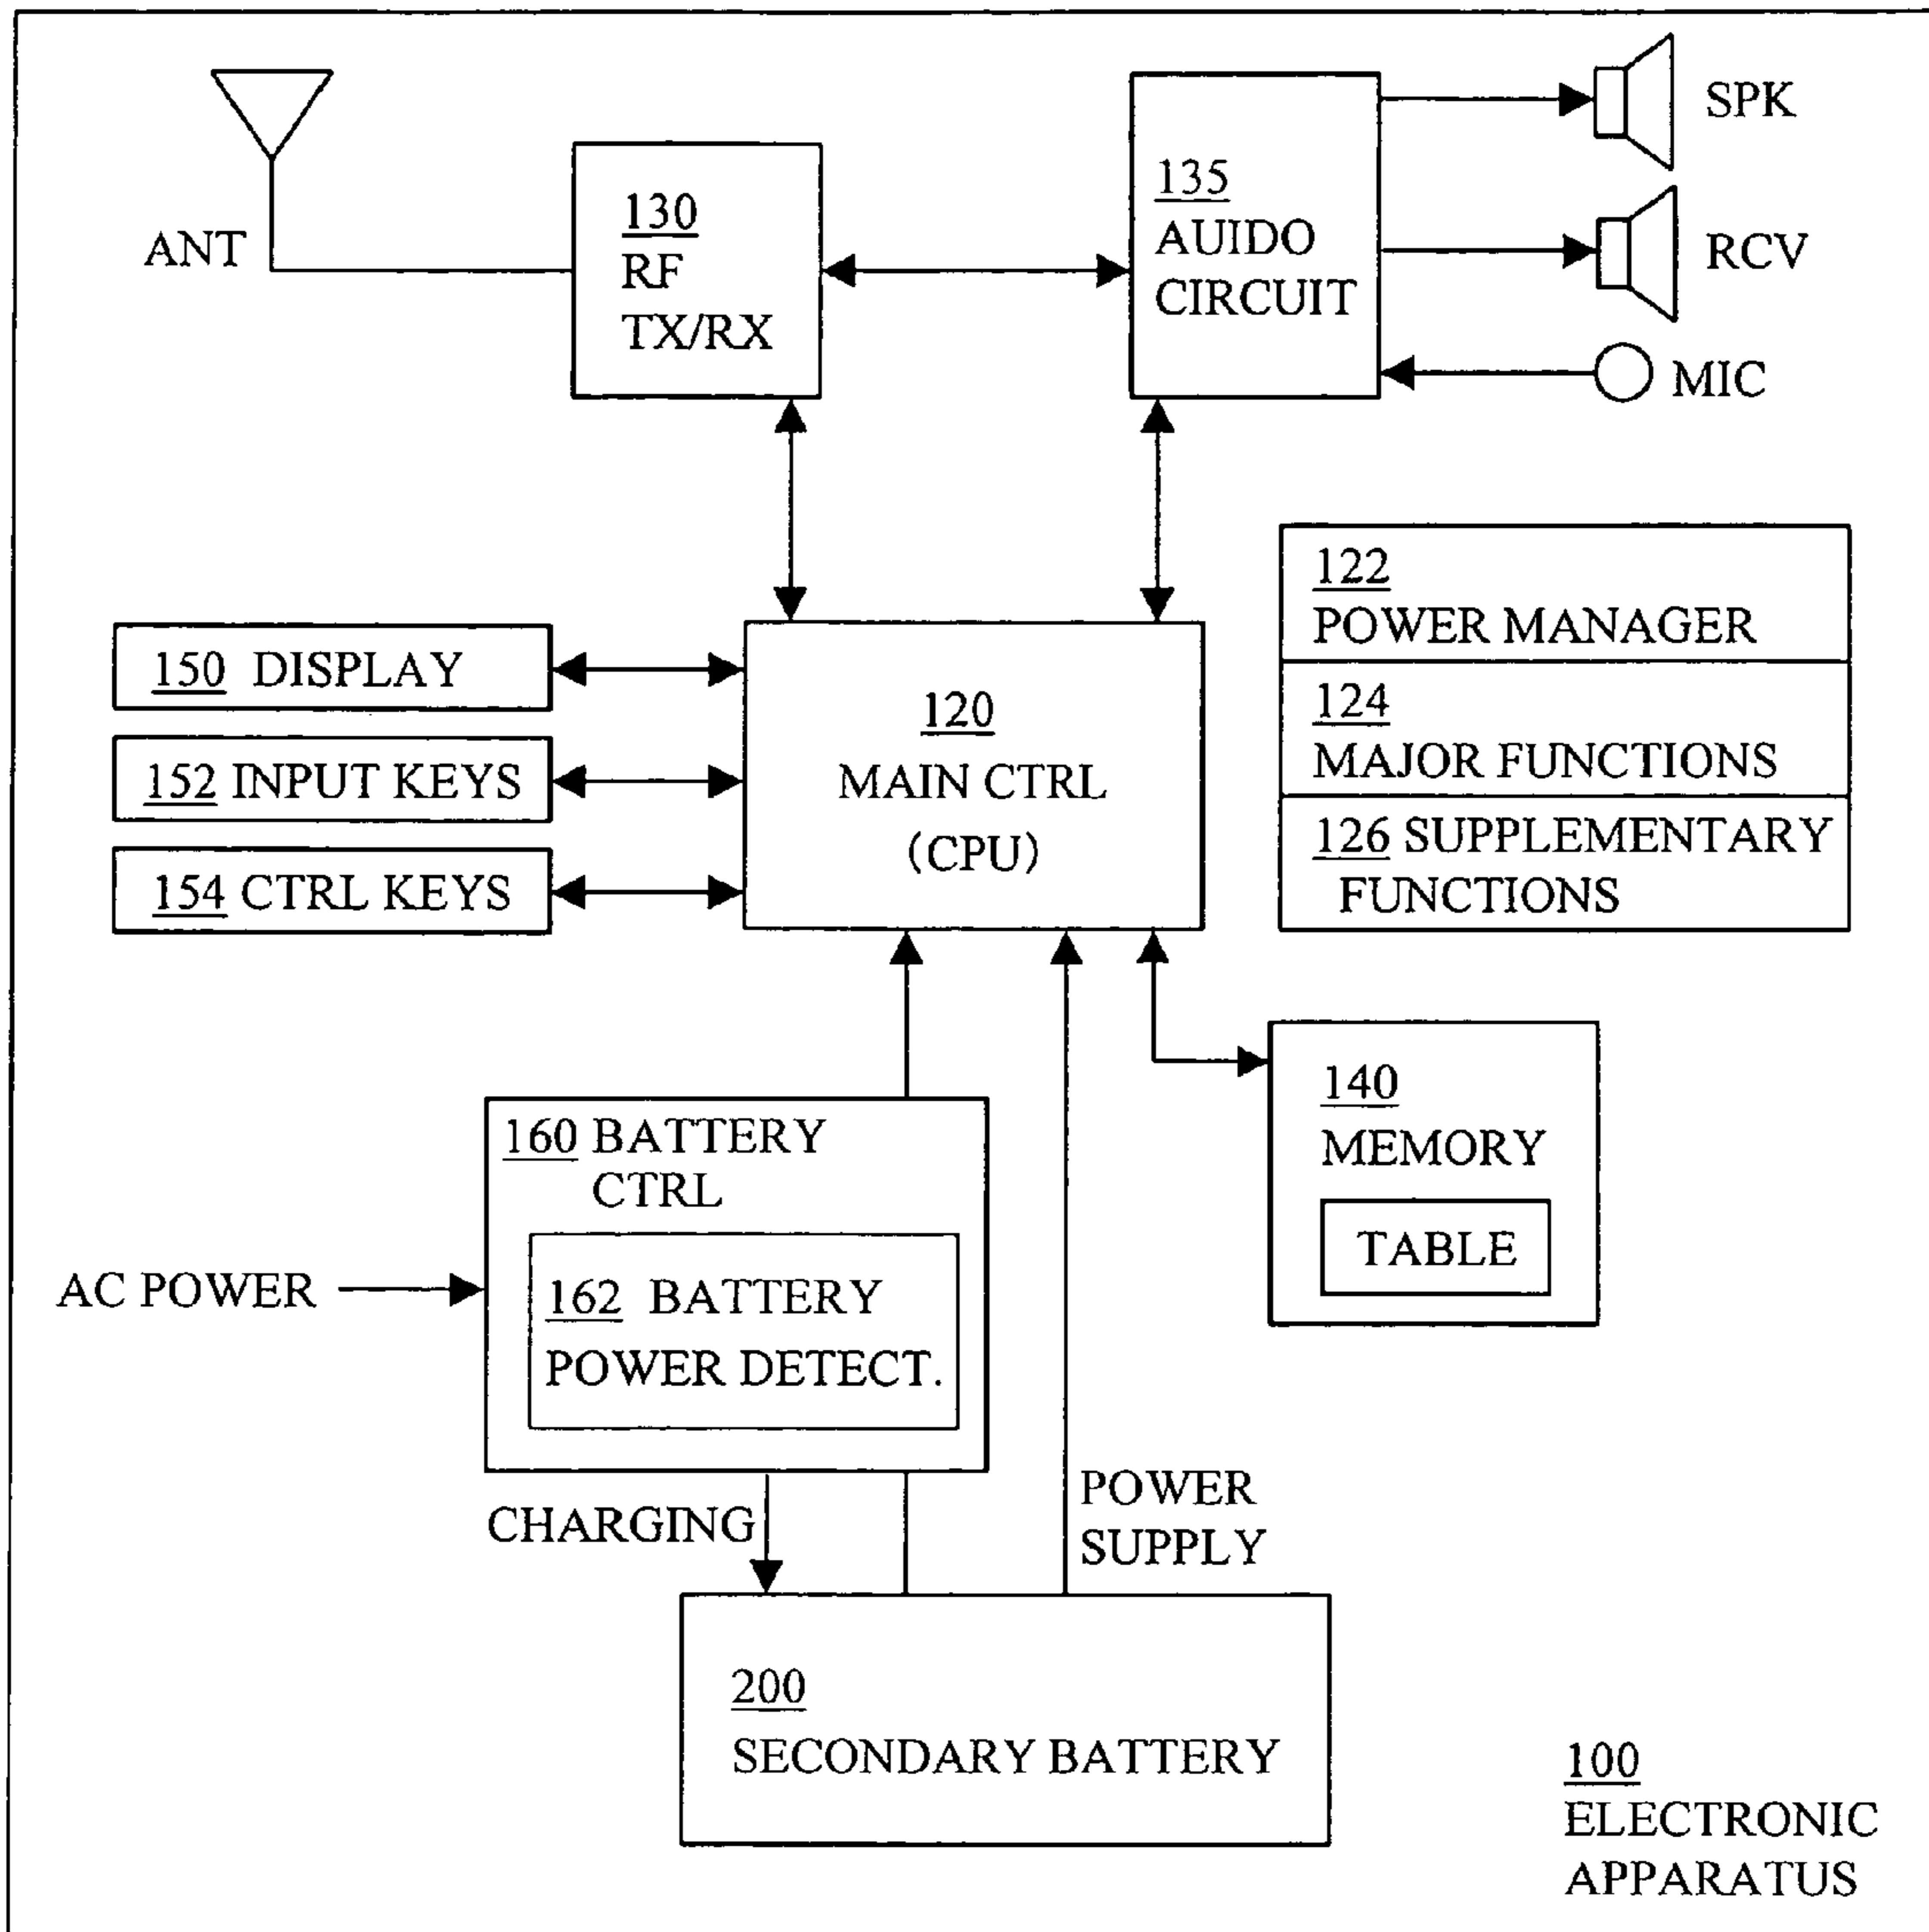 ANT
130
RF
TX/RX
135
AUIDO
CIRCUIT
SPK
RCV
MIC
150 DISPLAY
152 INPUT KEYS
154 CTRL KEYS
120
MAIN CTRL
(CPU)
122
POWER MANAGER
124
MAJOR FUNCTIONS
126 SUPPLEMENTARY
FUNCTIONS
160 BATTERY
CTRL
162 BATTERY
POWER DETECT.
AC POWER
140
MEMORY
TABLE
CHARGING
POWER
SUPPLY
200
SECONDARY BATTERY
100
ELECTRONIC
APPARATUS